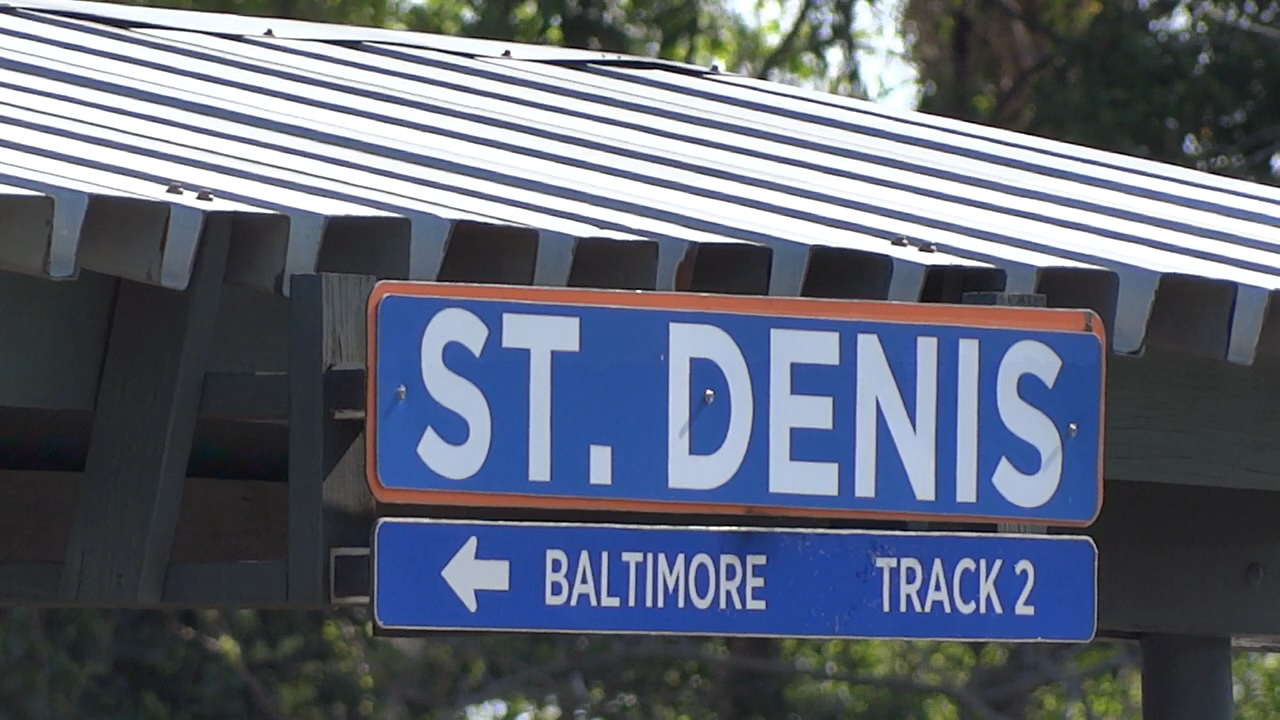 ST. DENIS
← BALTIMORE TRACK 2